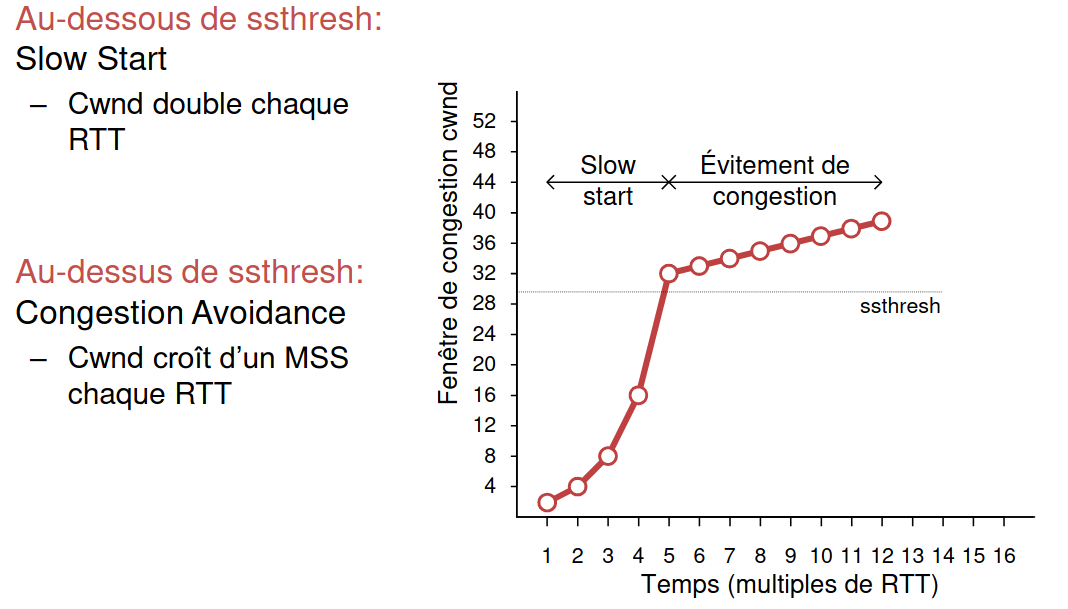 Au-dessous de ssthresh:
Slow Start
– Cwnd double chaque
RTT
Au-dessus de ssthresh:
Congestion Avoidance
– Cwnd croît d’un MSS
chaque RTT
Fenêtre de congestion cwnd
52
48
44
40
36
32
28
24
20
16
12
8
4
Slow
start
Évitement de
congestion
ssthresh
1 2 3 4 5 6 7 8 9 10 11 12 13 14 15 16
Temps (multiples de RTT)